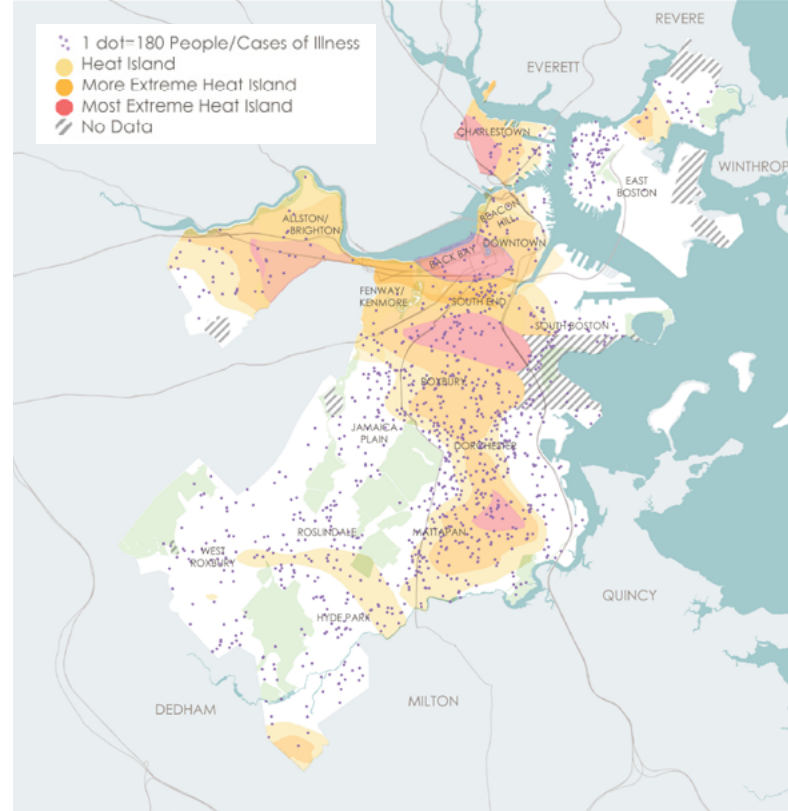 REVERE
1 dot=180 People/Cases of Illness
Heat Island
More Extreme Heat Island
Most Extreme Heat Island
No Data
EVERETT
CHARLESTOWN
WINTHROP
EAST
BOSTON
BEACON
HILL
ALLSTON/
BRIGHTON
DOWNTOWN
BACK BAY
FENWAY/
KENMORE
SOUTH END
SOUTH BOSTON
ROXBURY
JAMAICA
PLAIN
DORCHESTER
ROSLINDALE
MATTAPAN
WEST
ROXBURY
QUINCY
HYDE PARK
DEDHAM
MILTON